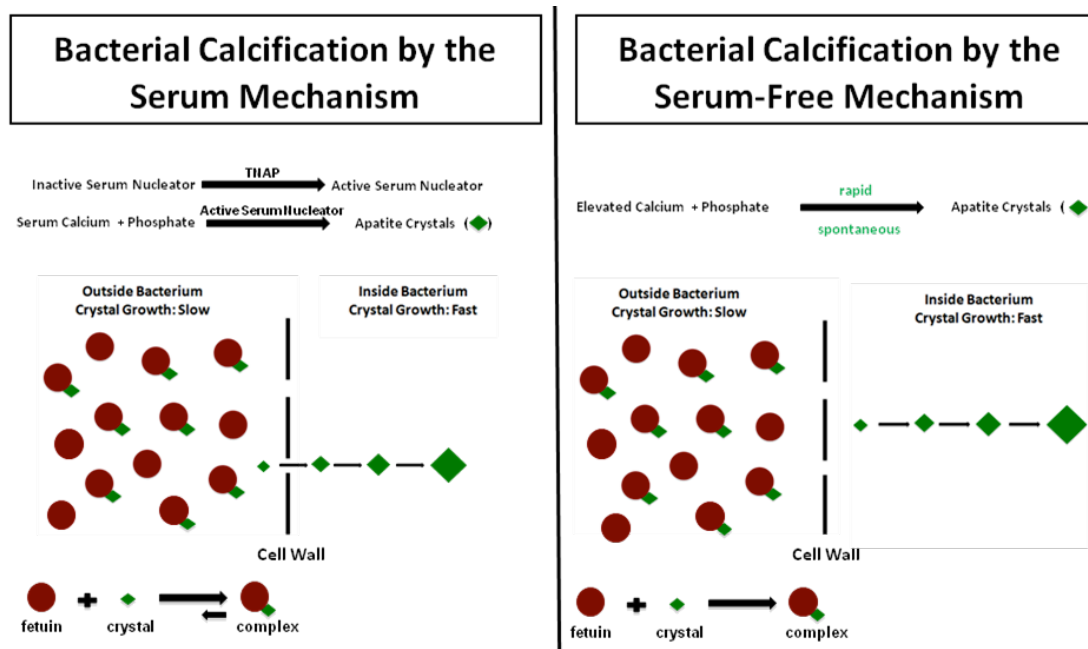 Bacterial Calcification by the
Serum Mechanism
TNAP
Inactive Serum Nucleator
Active Serum Nucleator
Active Serum Nucleator
Serum Calcium + Phosphate
Apatite Crystals ( )
Outside Bacterium
Crystal Growth: Slow
Inside Bacterium
Crystal Growth: Fast
Cell Wall
+
fetuin
crystal
complex
Bacterial Calcification by the
Serum-Free Mechanism
rapid
Elevated Calcium + Phosphate
Apatite Crystals (
spontaneous
Outside Bacterium
Crystal Growth: Slow
Inside Bacterium
Crystal Growth: Fast
Cell Wall
+
fetuin
crystal
complex